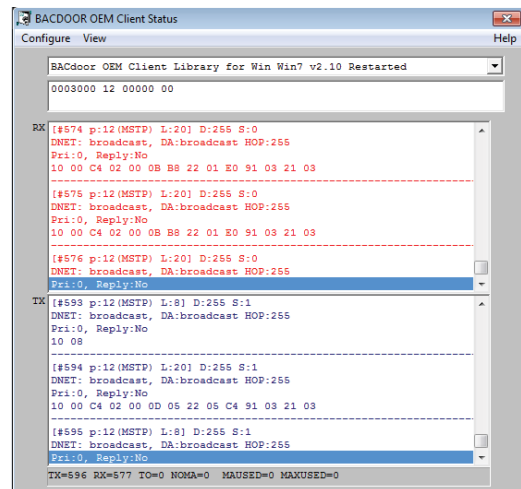 BACDOOR OEM Client Status
Configure View Help
BACdoor OEM Client Library for Win Win7 v2.10 Restarted
0003000 12 00000 00
RX
[#574 p:12(MSTP) L:20] D:255 S:0
DNET: broadcast, DA:broadcast HOP:255
Pri:0, Reply:No
10 00 C4 02 00 0B B8 22 01 E0 91 03 21 03
[#575 p:12(MSTP) L:20] D:255 S:0
DNET: broadcast, DA:broadcast HOP:255
Pri:0, Reply:No
10 00 C4 02 00 0B B8 22 01 E0 91 03 21 03
[#576 p:12(MSTP) L:20] D:255 S:0
DNET: broadcast, DA:broadcast HOP:255
Pri:0, Reply:No
TX
[#593 p:12(MSTP) L:8] D:255 S:1
DNET: broadcast, DA:broadcast HOP:255
Pri:0, Reply:No
10 08
[#594 p:12(MSTP) L:20] D:255 S:1
DNET: broadcast, DA:broadcast HOP:255
Pri:0, Reply:No
10 00 C4 02 00 0D 05 22 05 C4 91 03 21 03
[#595 p:12(MSTP) L:20] D:255 S:1
DNET: broadcast, DA:broadcast HOP:255
Pri:0, Reply:No
TX=596 RX=577 TO=0 NOMA=0 MAUSED=0 MAXUSED=0